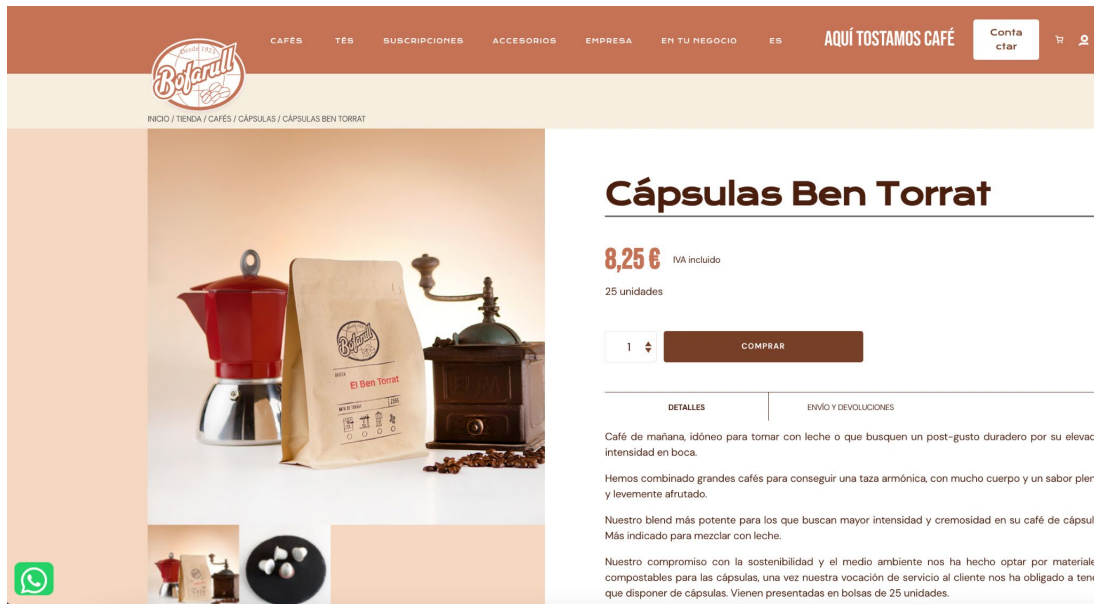 CAFÉS TÉS SUSCRIPCIONES ACCESORIOS EMPRESA EN TU NEGOCIO ES AQUÍ TOSTAMOS CAFÉ
Conta
ctar
Desde 1923
Bofarull
INICIO / TIENDA / CAFÉS / CÁPSULAS / CÁPSULAS BEN TORRAT
Cápsulas Ben Torrat
8,25 € IVA incluido
25 unidades
1
COMPRAR
Bofarull
El Ben Torrat
DETALLES
ENVÍO Y DEVOLUCIONES
Café de mañana, idóneo para tomar con leche o que busquen un post-gusto duradero por su elevad
intensidad en boca.
Hemos combinado grandes cafés para conseguir una taza armónica, con mucho cuerpo y un sabor plen
y levemente afrutado.
Nuestro blend más potente para los que buscan mayor intensidad y cremosidad en su café de cápsul
Más indicado para mezclar con leche.
Nuestro compromiso con la sostenibilidad y el medio ambiente nos ha hecho optar por materiale
compostables para las cápsulas, una vez nuestra vocación de servicio al cliente nos ha obligado a tene
que disponer de cápsulas. Vienen presentadas en bolsas de 25 unidades.